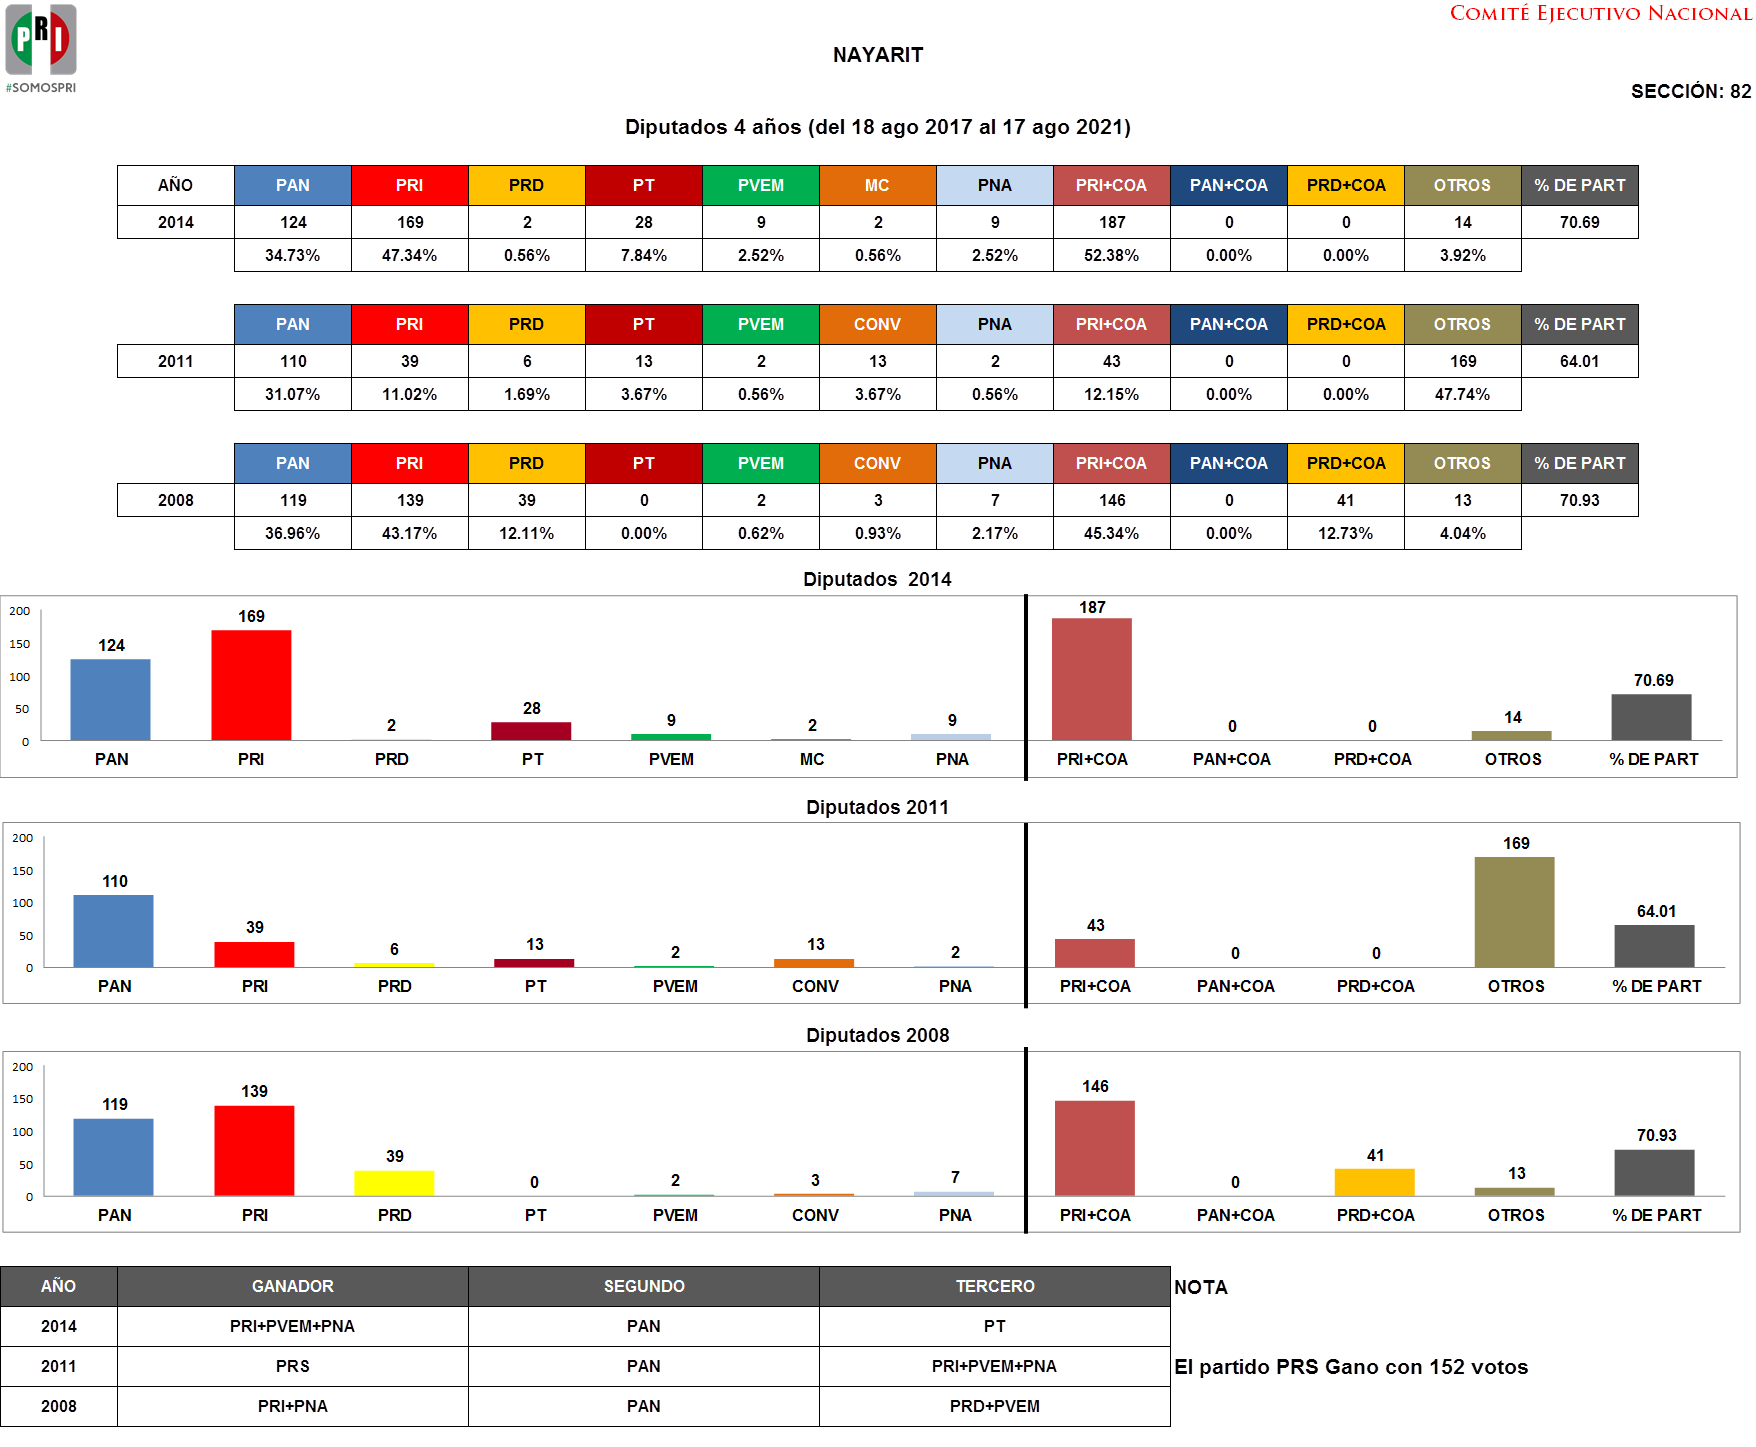 PRI
#SOMOSPRI
COMITÉ EJECUTIVO NACIONAL
NAYARIT
SECCIÓN: 82
Diputados 4 años (del 18 ago 2017 al 17 ago 2021)
AÑO PAN PRI PRD PT PVEM MC PNA PRI+COA PAN+COA PRD+COA OTROS % DE PART
2014 124 169 2 28 9 2 9 187 0 0 14 70.69
34.73% 47.34% 0.56% 7.84% 2.52% 0.56% 2.52% 52.38% 0.00% 0.00% 3.92%
PAN PRI PRD PT PVEM CONV PNA PRI+COA PAN+COA PRD+COA OTROS % DE PART
2011 110 39 6 13 2 13 2 43 0 0 169 64.01
31.07% 11.02% 1.69% 3.67% 0.56% 3.67% 0.56% 12.15% 0.00% 0.00% 47.74%
PAN PRI PRD PT PVEM CONV PNA PRI+COA PAN+COA PRD+COA OTROS % DE PART
2008 119 139 39 0 2 3 7 146 0 41 13 70.93
36.96% 43.17% 12.11% 0.00% 0.62% 0.93% 2.17% 45.34% 0.00% 12.73% 4.04%
Diputados 2014
200
150
100
50
0
124 169 2 28 9 2 9 187 0 0 14 70.69
PAN PRI PRD PT PVEM MC PNA PRI+COA PAN+COA PRD+COA OTROS % DE PART
Diputados 2011
200
150
100
50
0
110 39 6 13 2 13 2 43 0 0 169 64.01
PAN PRI PRD PT PVEM CONV PNA PRI+COA PAN+COA PRD+COA OTROS % DE PART
Diputados 2008
200
150
100
50
0
119 139 39 0 2 3 7 146 0 41 13 70.93
PAN PRI PRD PT PVEM CONV PNA PRI+COA PAN+COA PRD+COA OTROS % DE PART
AÑO GANADOR SEGUNDO TERCERO NOTA
2014 PRI+PVEM+PNA PAN PT
2011 PRS PAN PRI+PVEM+PNA El partido PRS Gano con 152 votos
2008 PRI+PNA PAN PRD+PVEM